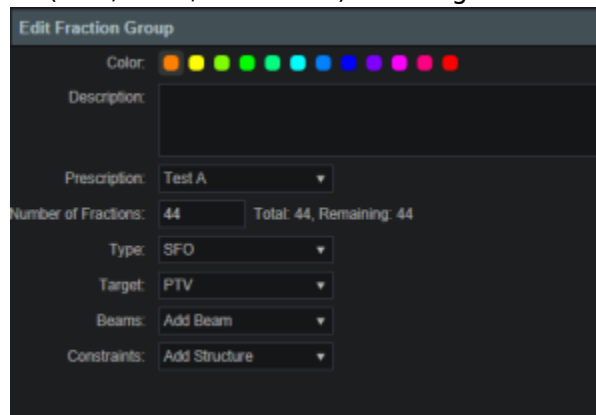 Edit Fraction Group
Color:
Description:
Prescription: Test A
Number of Fractions: 44 Total: 44, Remaining: 44
Type: SFO
Target: PTV
Beams: Add Beam
Constraints: Add Structure